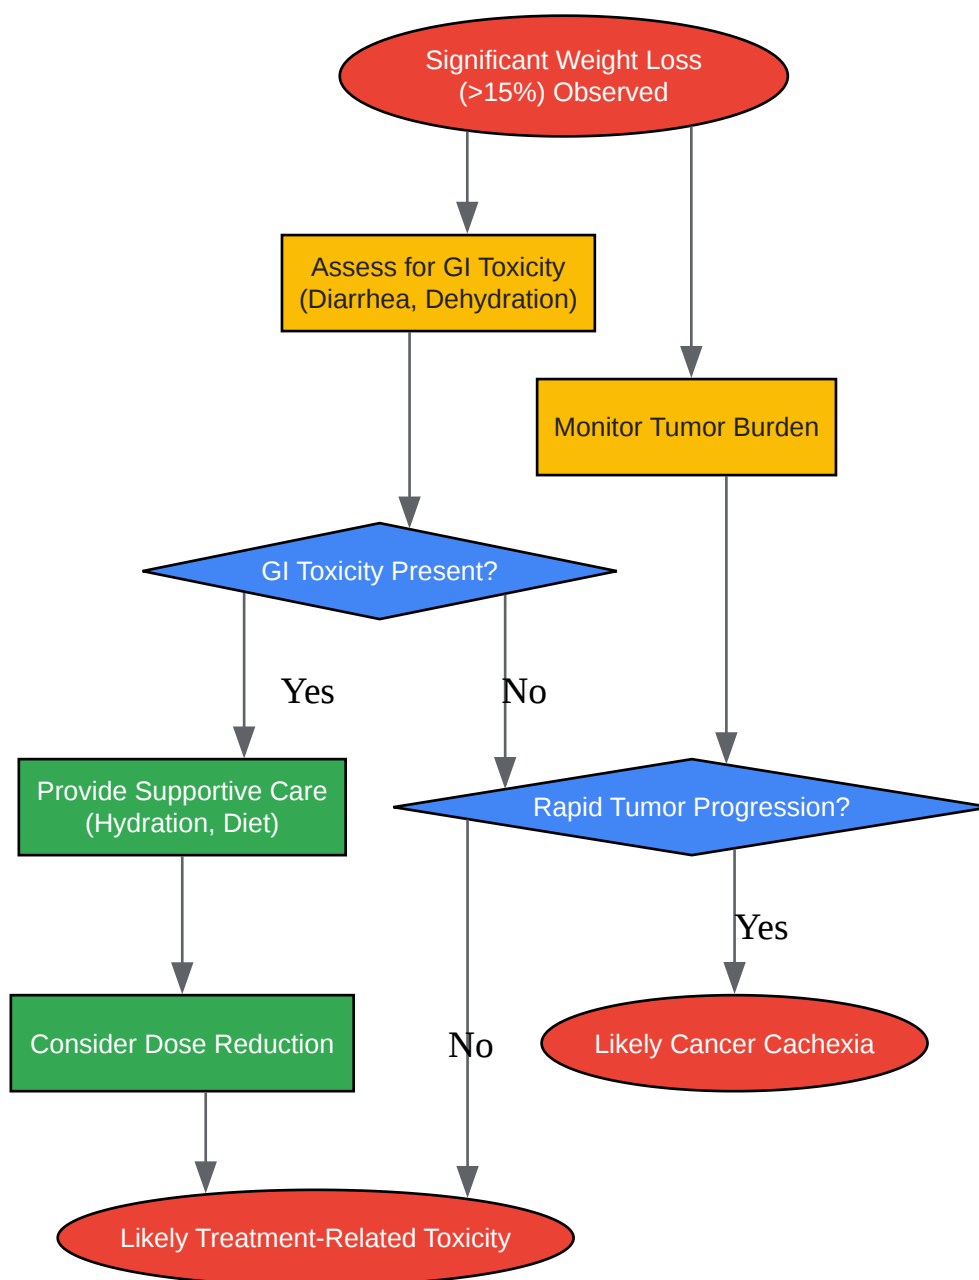 Significant Weight Loss
(>15%) Observed
Assess for GI Toxicity
(Diarrhea, Dehydration)
Monitor Tumor Burden
GI Toxicity Present?
Yes
No
Provide Supportive Care
(Hydration, Diet)
Rapid Tumor Progression?
Yes
Consider Dose Reduction
No
Likely Cancer Cachexia
Likely Treatment-Related Toxicity